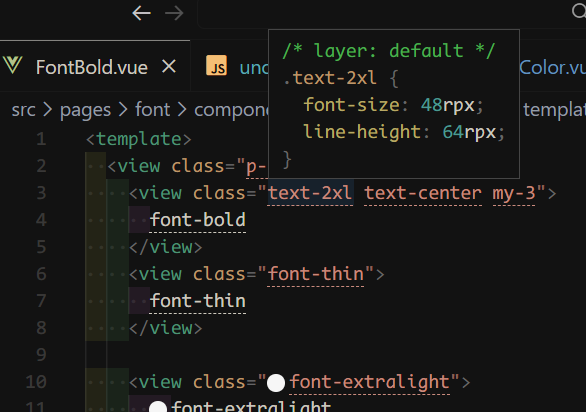 FontBold.vue
JS
uno
Color.vu
/* layer: default */
.text-2xl {
font-size: 48rpx;
line-height: 64rpx;
}
src > pages > font > compon
templat
1 <template>
2 <view class="p-
3 <view class="text-2xl text-center my-3">
4 font-bold
5 </view>
6 <view class="font-thin">
7 font-thin
8 </view>
9
10 <view class="font-extralight">
11 font-extralight